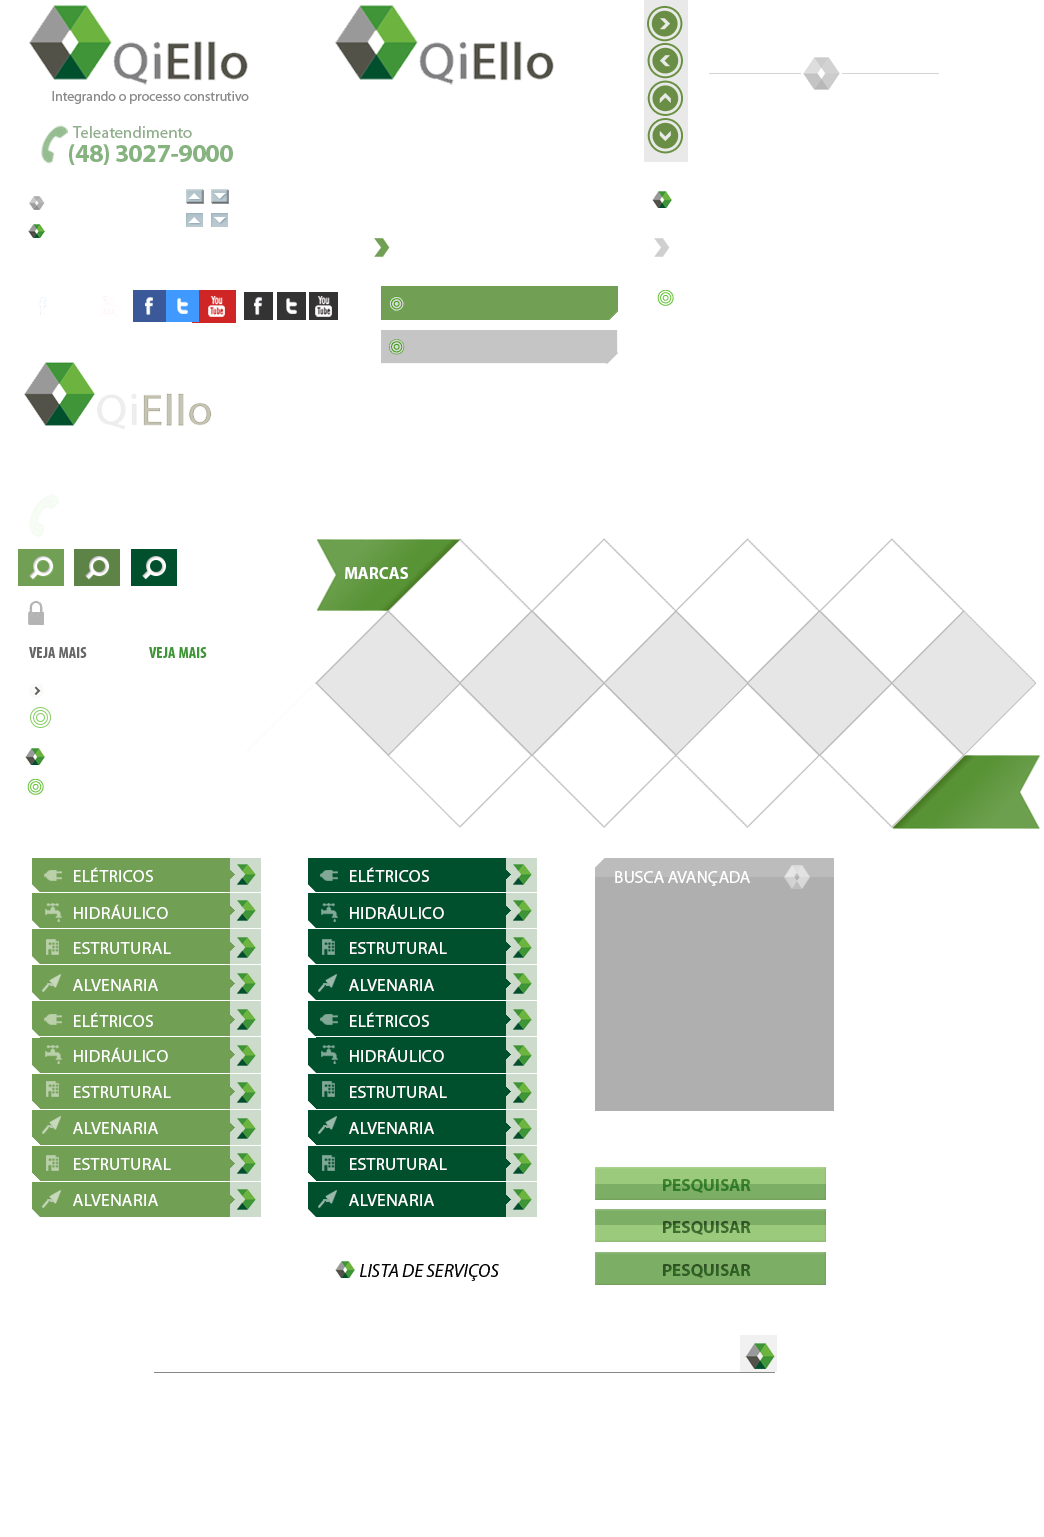 QiEllo
Integrando o processo construtivo
QiEllo
Teleatendimento
(48) 3027-9000
f
You Tube
f
You Tube
QiEllo
MARCAS
VEJA MAIS
VEJA MAIS
ELÉTRICOS
HIDRÁULICO
ESTRUTURAL
ALVENARIA
ELÉTRICOS
HIDRÁULICO
ESTRUTURAL
ALVENARIA
ESTRUTURAL
ALVENARIA
ELÉTRICOS
HIDRÁULICO
ESTRUTURAL
ALVENARIA
ELÉTRICOS
HIDRÁULICO
ESTRUTURAL
ALVENARIA
ESTRUTURAL
ALVENARIA
BUSCA AVANÇADA
PESQUISAR
PESQUISAR
PESQUISAR
LISTA DE SERVIÇOS